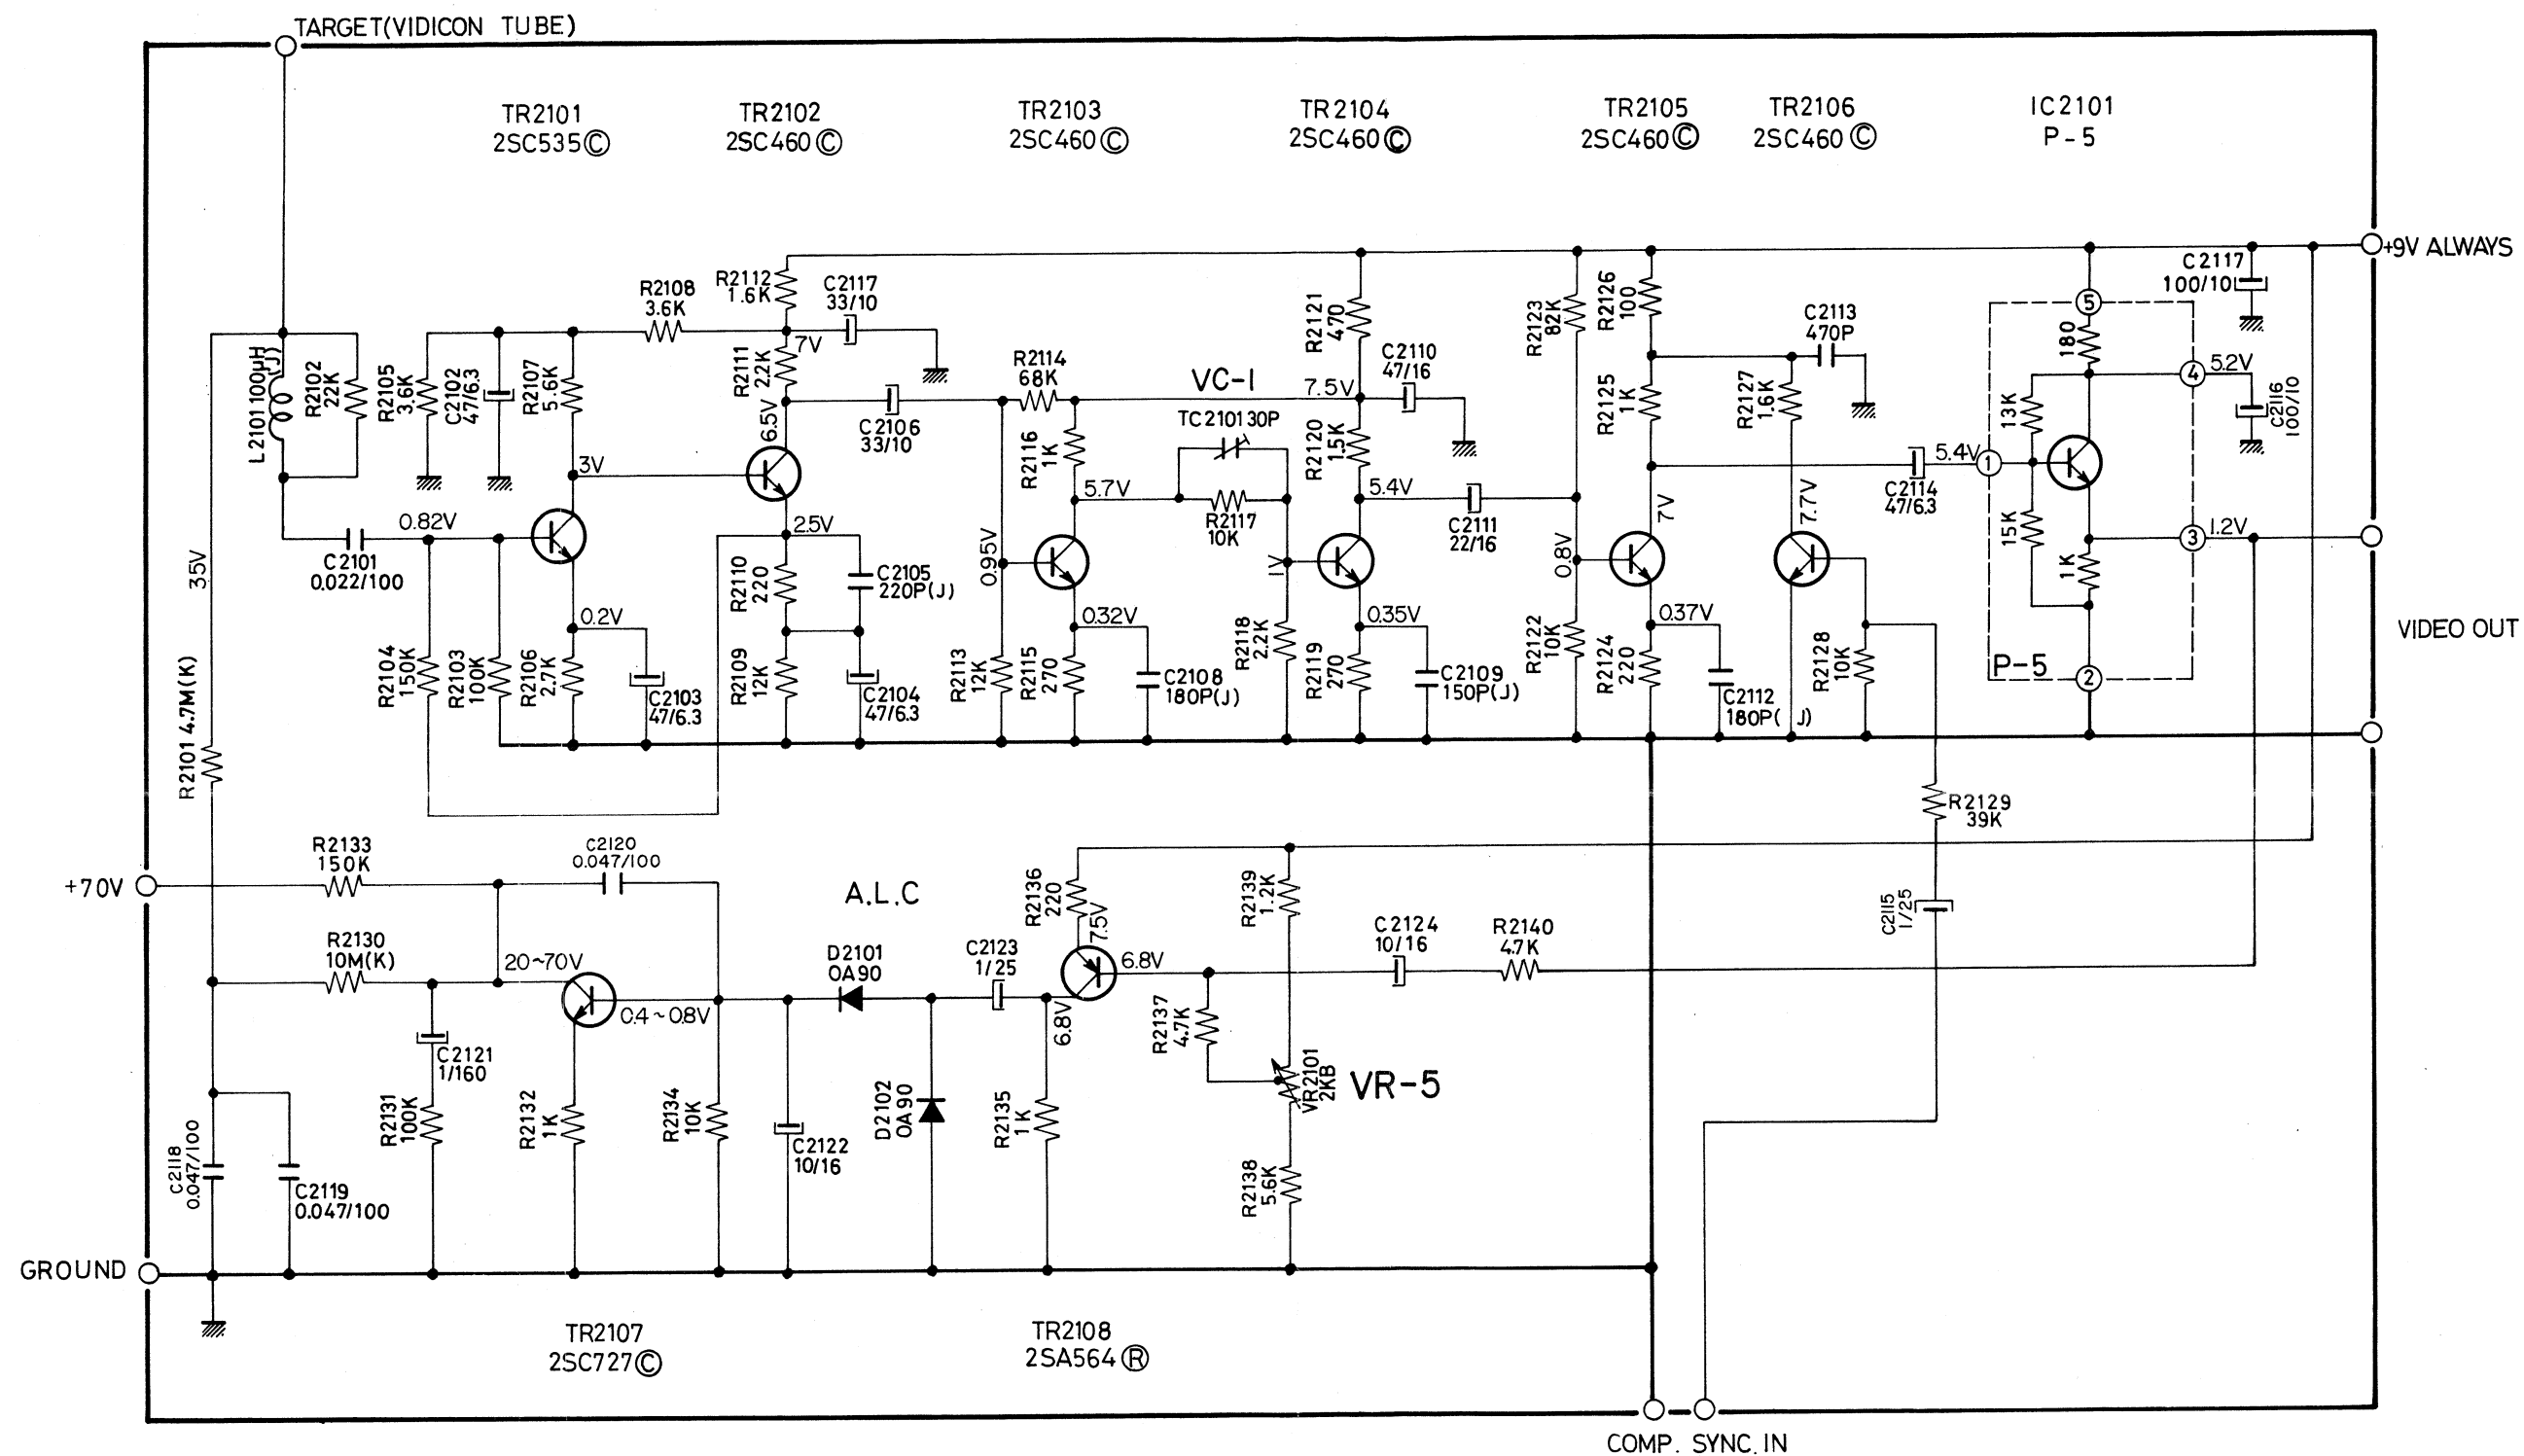 TARGET(VIDICON TUBE)
TR2101
2SC535Ⓒ
TR2102
2SC460Ⓒ
TR2103
2SC460Ⓒ
TR2104
2SC460Ⓒ
TR2105
2SC460Ⓒ
TR2106
2SC460Ⓒ
IC2101
P-5
+9V ALWAYS
C2117
100/10
R2112
1.6K
C2117
33/10
R2108
3.6K
7V
R2111
2.2K
6.5V
L2101 100μH
(J)
R2102
22K
R2105
3.6K
C2102
47/6.3
R2107
5.6K
3V
C2106
33/10
R2114
68K
R2116
1K
VC-1
TC2101 30P
R2117
10K
5.7V
R2121
470
7.5V
C2110
47/16
R2120
1.5K
5.4V
C2111
22/16
R2123
82K
R2126
100
R2125
1K
C2113
470P
R2127
1.6K
7V
7.7V
C2114
47/6.3
5.4V
1
5
180
13K
15K
1K
4
5.2V
C2116
100/10
3
1.2V
2
P-5
VIDEO OUT
C2101
0.022/100
0.82V
0.2V
2.5V
R2110
220
C2105
220P(J)
0.95V
0.32V
1V
0.35V
0.8V
0.37V
35V
R2101 4.7M(K)
R2104
150K
R2103
100K
R2106
2.7K
C2103
47/6.3
R2109
12K
C2104
47/6.3
R2113
12K
R2115
270
C2108
180P(J)
R2118
2.2K
R2119
270
C2109
150P(J)
R2122
10K
R2124
220
C2112
180P( J)
R2128
10K
R2129
39K
C2115
1/25
+70V
R2133
150K
C2120
0.047/100
A.L.C
R2136
220
7.5V
R2139
1.2K
C2124
10/16
R2140
4.7K
R2130
10M(K)
20~70V
0.4~0.8V
D2101
OA90
C2123
1/25
6.8V
6.8V
R2137
4.7K
VR2101
2KB
VR-5
C2121
1/160
R2131
100K
R2132
1K
R2134
10K
C2122
10/16
D2102
OA90
R2135
1K
R2138
5.6K
C2118
0.047/100
C2119
0.047/100
GROUND
TR2107
2SC727Ⓒ
TR2108
2SA564Ⓡ
COMP. SYNC. IN